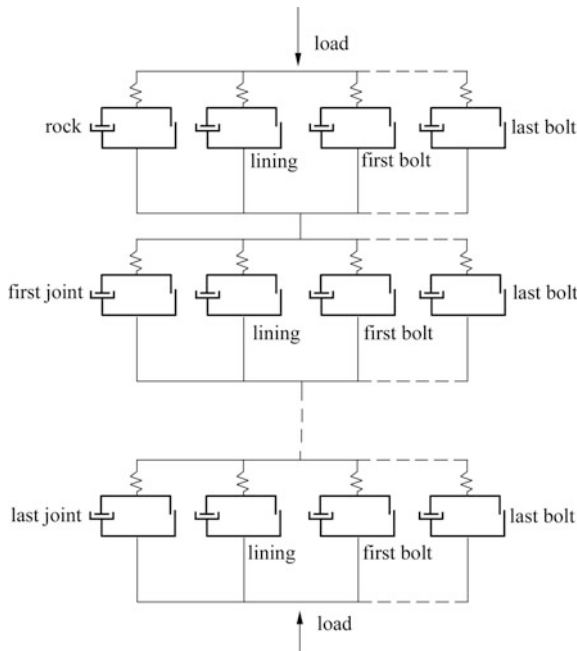 load
rock
last bolt
lining
first bolt
first joint
last bolt
lining
first bolt
last joint
last bolt
lining
first bolt
load